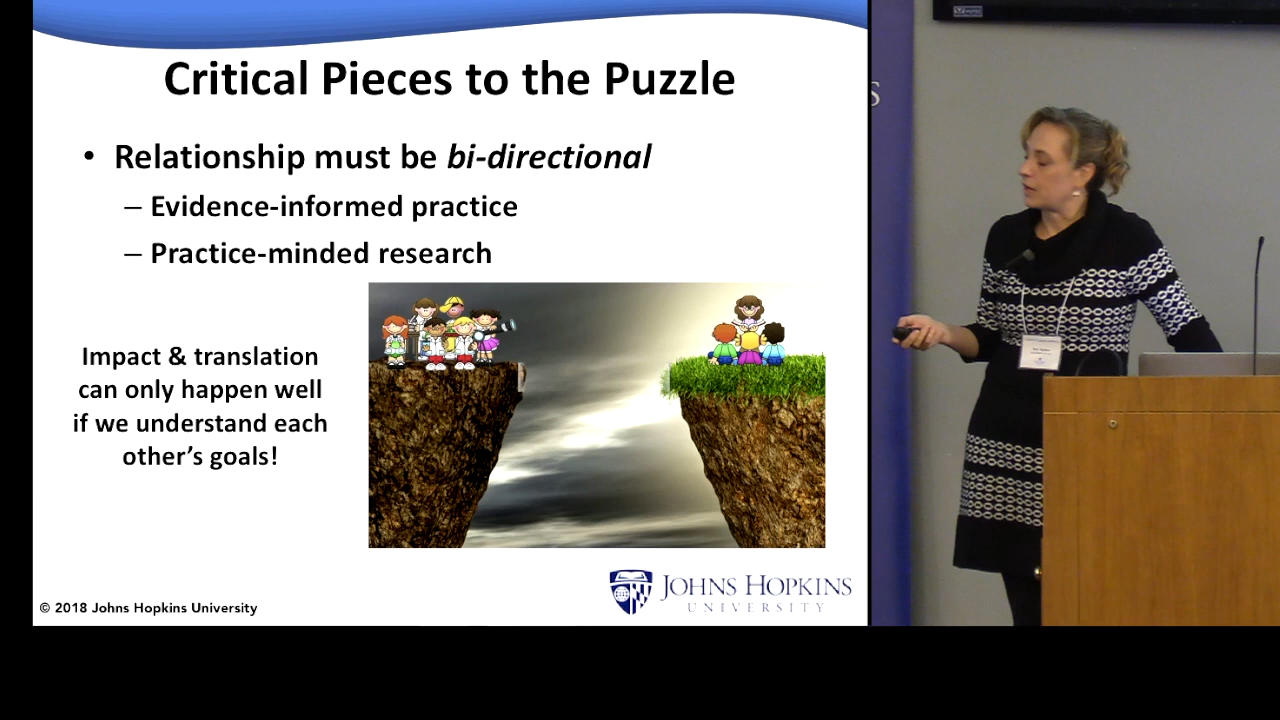 Critical Pieces to the Puzzle
• Relationship must be bi-directional
– Evidence-informed practice
– Practice-minded research
Impact & translation
can only happen well
if we understand each
other's goals!
© 2018 Johns Hopkins University
JOHNS HOPKINS
UNIVERSITY
S